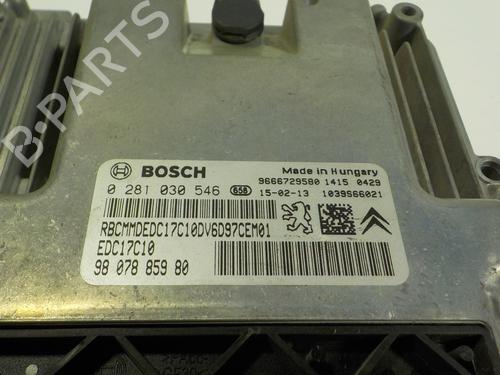 B-PARTS
BOSCH
0 281 030 546 658
Made in Hungary
9666729580 1415 0429
15-02-13 1039S66021
RBCMMDEDC17C10DV6D97CEM01
EDC17C10
98 078 859 80